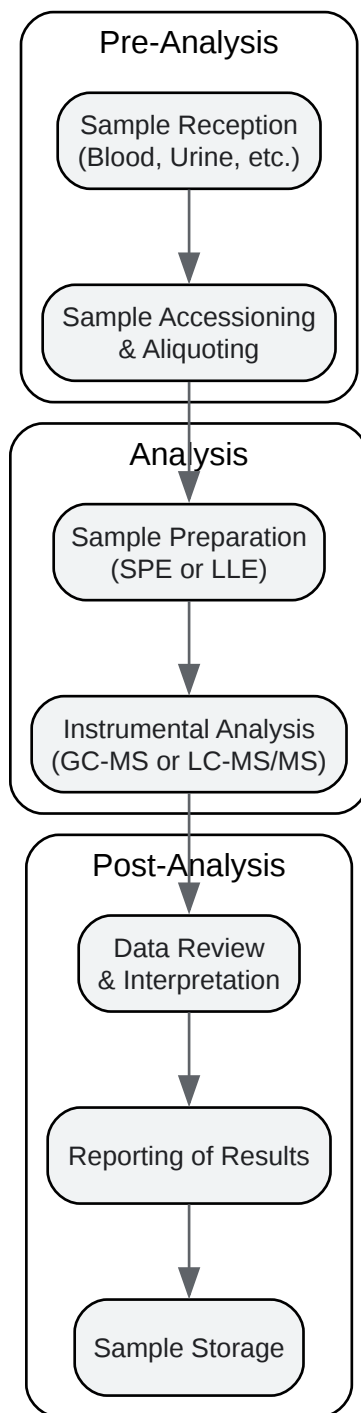 Pre-Analysis
Sample Reception
(Blood, Urine, etc.)
Sample Accessioning
& Aliquoting
Analysis
Sample Preparation
(SPE or LLE)
Instrumental Analysis
(GC-MS or LC-MS/MS)
Post-Analysis
Data Review
& Interpretation
Reporting of Results
Sample Storage